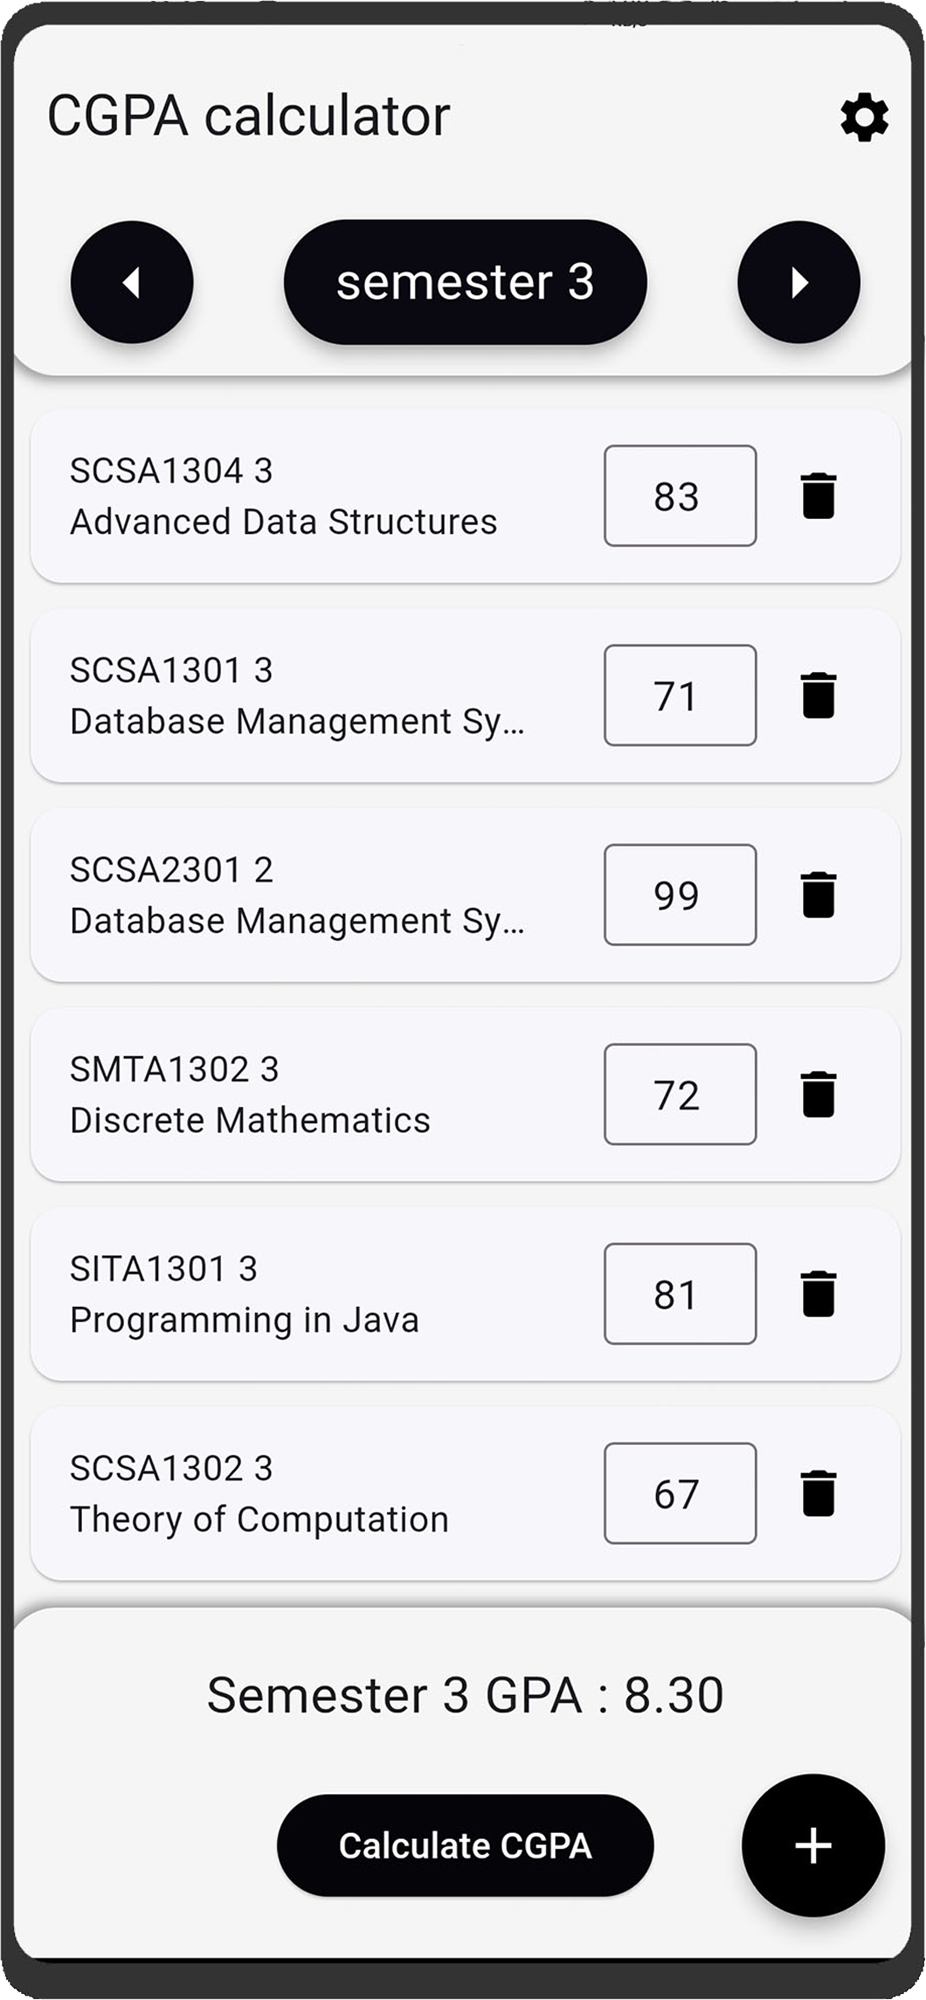 CGPA calculator
semester 3
SCSA1304 3
Advanced Data Structures
83
SCSA1301 3
Database Management Sy...
71
SCSA2301 2
Database Management Sy...
99
SMTA1302 3
Discrete Mathematics
72
SITA1301 3
Programming in Java
81
SCSA1302 3
Theory of Computation
67
Semester 3 GPA : 8.30
Calculate CGPA
+